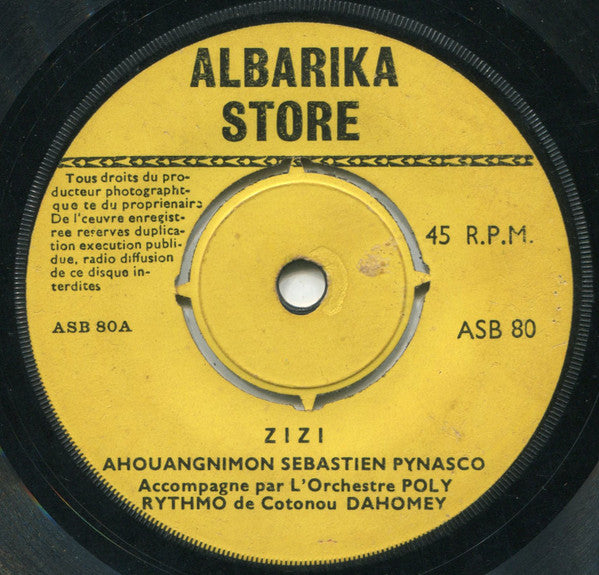 ALBARIKA
STORE
Tous droits du pro-
ducteur photographt-
que te du proprienaire
De l'ceuvre enregist-
ree reserves duplica-
tion execution publi-
due, radio diffusion
de ce disque in-
terdites
45 R.P.M.
ASB 80A
ASB 80
ZIZI
AHOUANGNIMON SEBASTIEN PYNASCO
Accompagne par L'Orchestre POLY
RYTHMO de Cotonou DAHOMEY